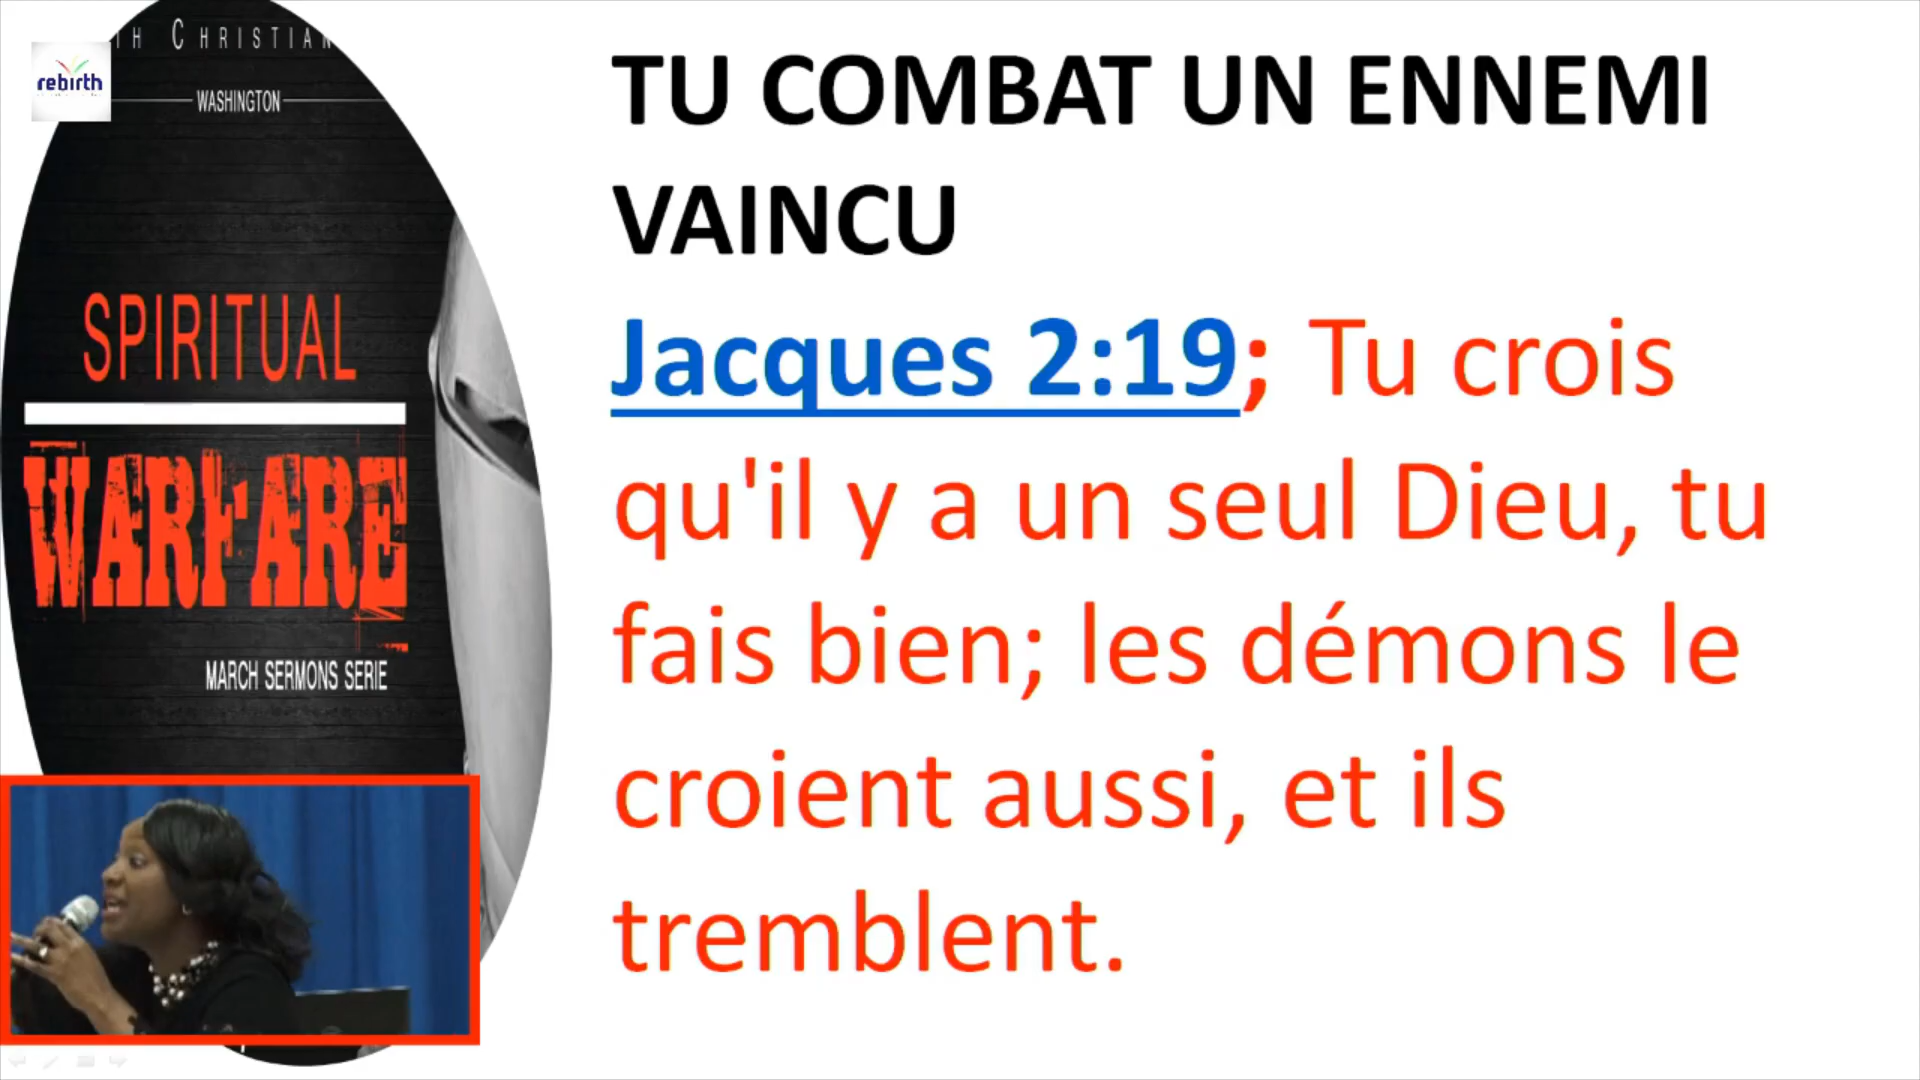 CHRISTIAN
rebirth
WASHINGTON
SPIRITUAL
WARFARE
MARCH SERMONS SERIE
TU COMBAT UN ENNEMI
VAINCU
Jacques 2:19; Tu crois
qu'il y a un seul Dieu, tu
fais bien; les démons le
croient aussi, et ils
tremblent.